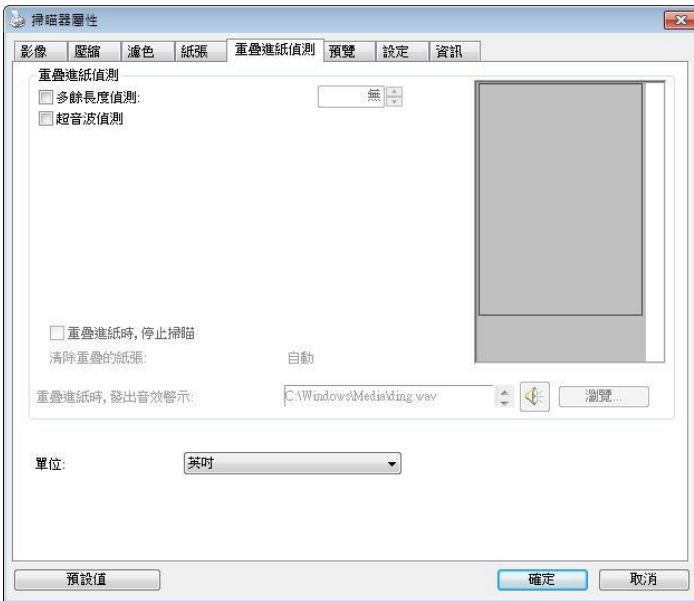 掃瞄器屬性
影像 壓縮 濾色 紙張 重疊進紙偵測 預覽 設定 資訊
重疊進紙偵測
多餘長度偵測: 無
超音波偵測
重疊進紙時, 停止掃瞄
清除重疊的紙張: 自動
重疊進紙時, 發出音效警示: C:\Windows\Media\ding.wav 瀏覽...
單位: 英吋
預設值 確定 取消